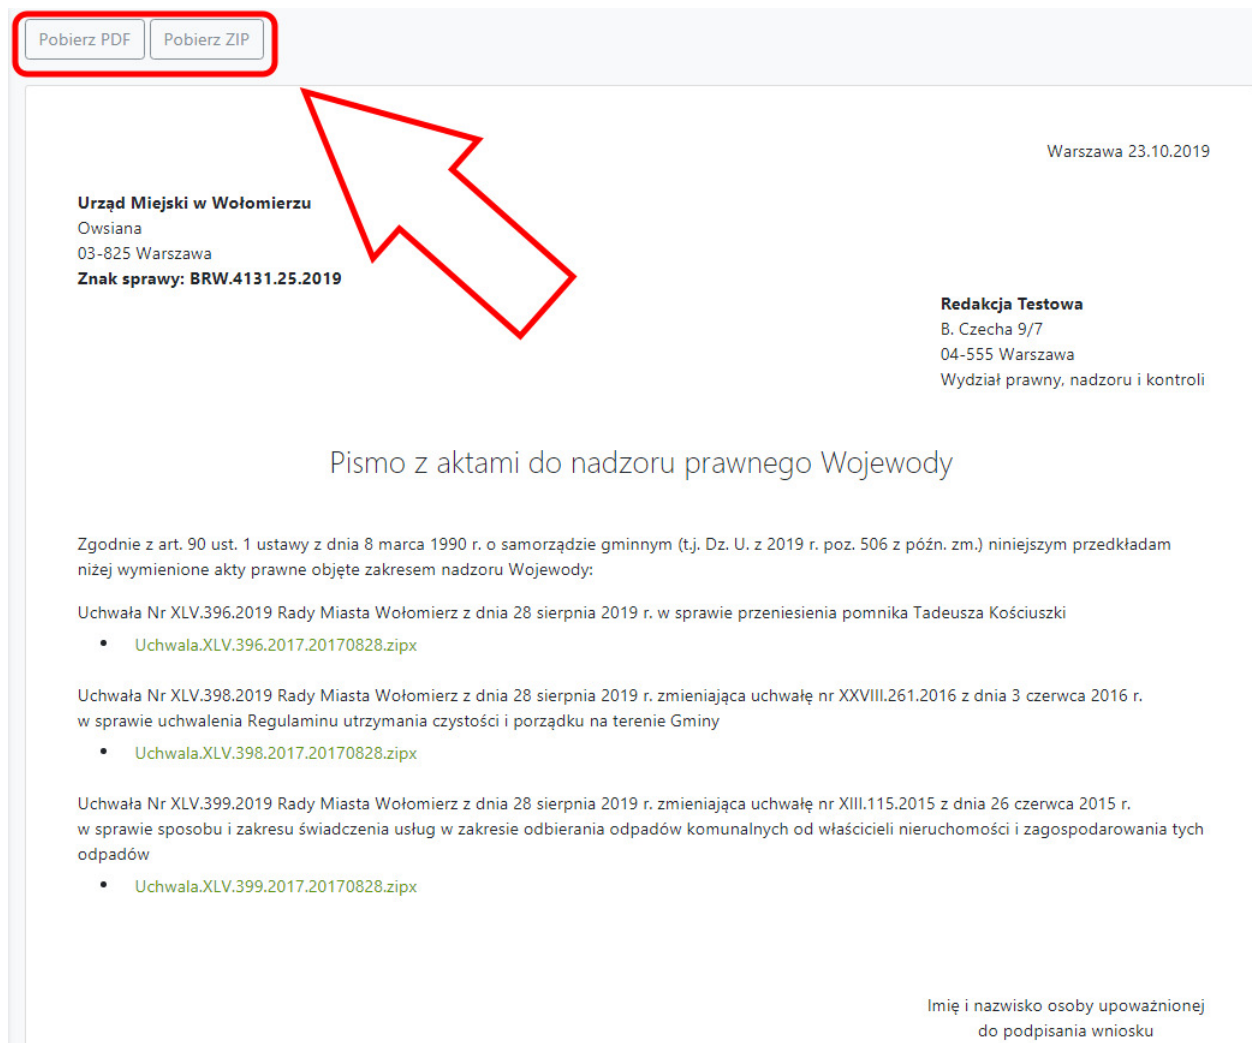 Pobierz PDF Pobierz ZIP
Warszawa 23.10.2019
Urząd Miejski w Wołomierzu
Owsiana
03-825 Warszawa
Znak sprawy: BRW.4131.25.2019
Redakcja Testowa
B. Czecha 9/7
04-555 Warszawa
Wydział prawny, nadzoru i kontroli
Pismo z aktami do nadzoru prawnego Wojewody
Zgodnie z art. 90 ust. 1 ustawy z dnia 8 marca 1990 r. o samorządzie gminnym (t.j. Dz. U. z 2019 r. poz. 506 z późn. zm.) niniejszym przedkładam
niżej wymienione akty prawne objęte zakresem nadzoru Wojewody:
Uchwała Nr XLV.396.2019 Rady Miasta Wołomierz z dnia 28 sierpnia 2019 r. w sprawie przeniesienia pomnika Tadeusza Kościuszki
• Uchwala.XLV.396.2017.20170828.zipx
Uchwała Nr XLV.398.2019 Rady Miasta Wołomierz z dnia 28 sierpnia 2019 r. zmieniająca uchwałę nr XXVIII.261.2016 z dnia 3 czerwca 2016 r.
w sprawie uchwalenia Regulaminu utrzymania czystości i porządku na terenie Gminy
• Uchwala.XLV.398.2017.20170828.zipx
Uchwała Nr XLV.399.2019 Rady Miasta Wołomierz z dnia 28 sierpnia 2019 r. zmieniająca uchwałę nr XIII.115.2015 z dnia 26 czerwca 2015 r.
w sprawie sposobu i zakresu świadczenia usług w zakresie odbierania odpadów komunalnych od właścicieli nieruchomości i zagospodarowania tych
odpadów
• Uchwala.XLV.399.2017.20170828.zipx
Imię i nazwisko osoby upoważnionej
do podpisania wniosku